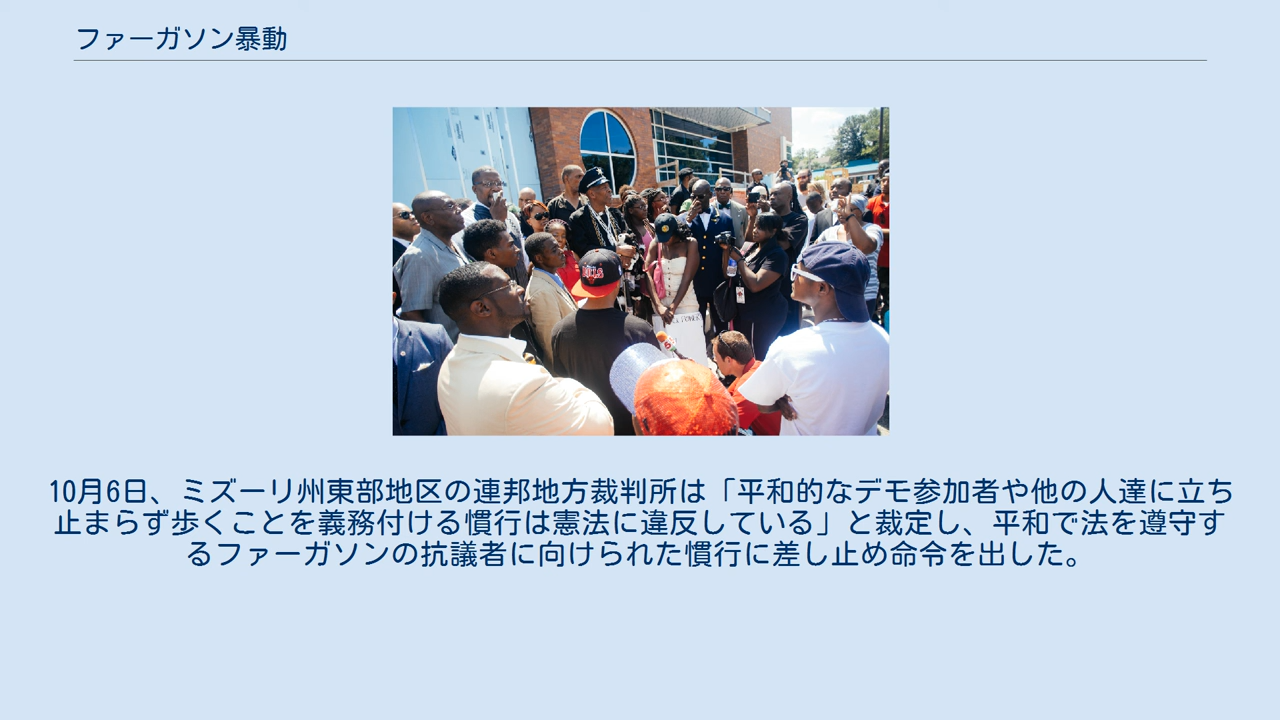 ファーガソン暴動
10月6日、ミズーリ州東部地区の連邦地方裁判所は「平和的なデモ参加者や他の人達に立ち
止まらず歩くことを義務付ける慣行は憲法に違反している」と裁定し、平和で法を遵守す
るファーガソンの抗議者に向けられた慣行に差し止め命令を出した。